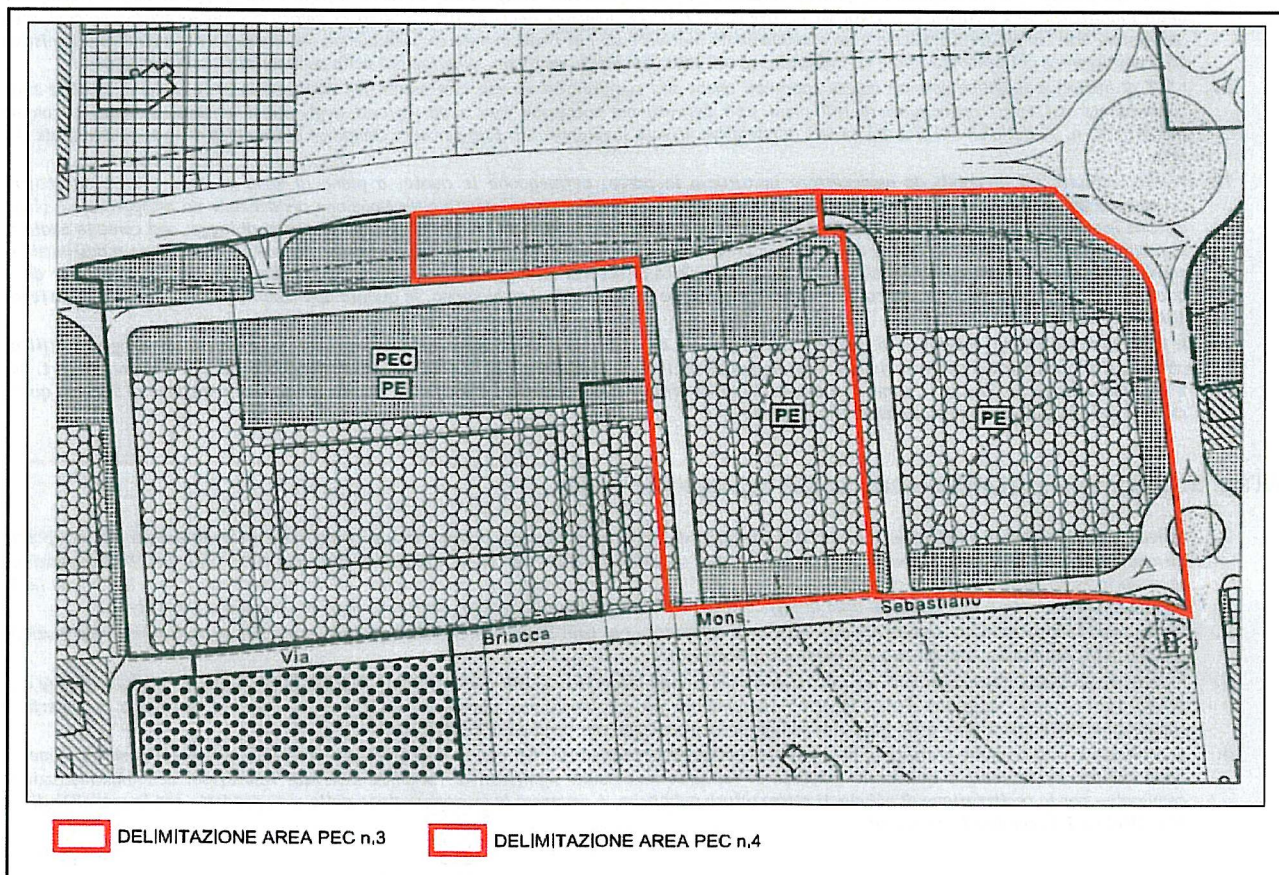 PEC
PE
PE
PE
Via Briacca Mons. Sebastiano
DELIMITAZIONE AREA PEC n.3
DELIMITAZIONE AREA PEC n.4